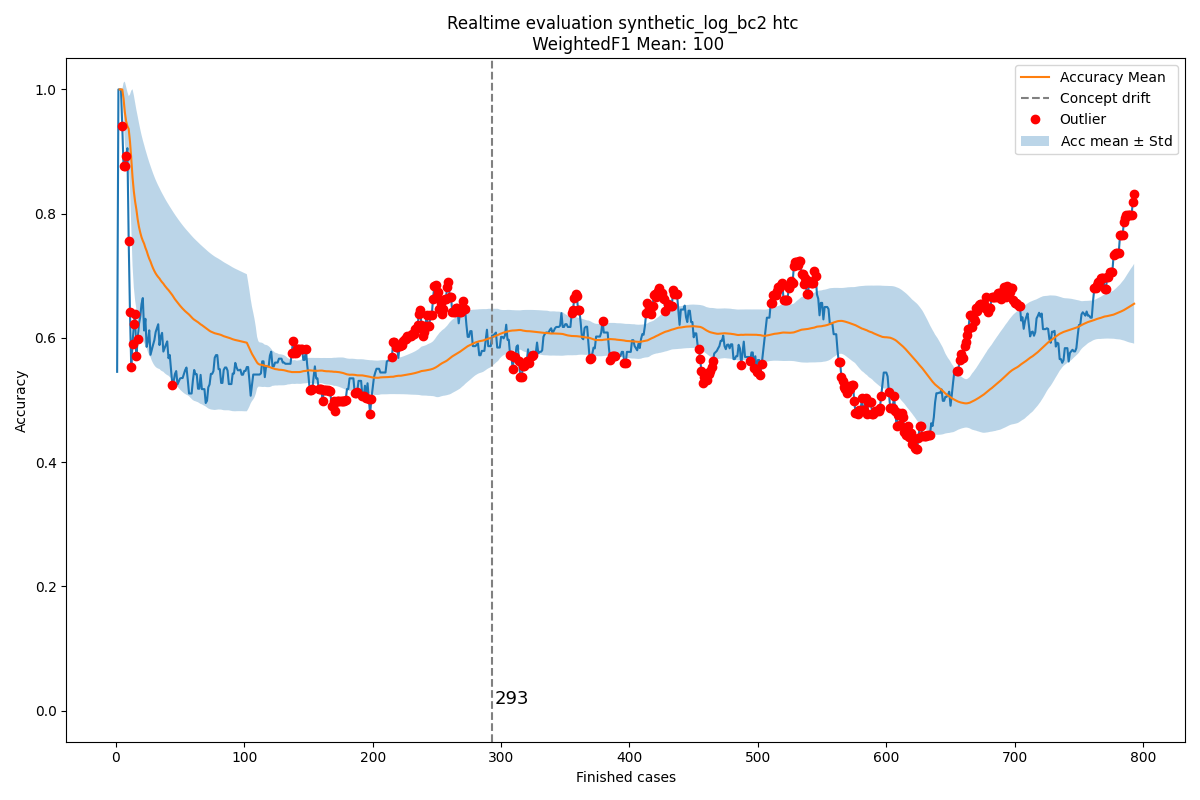 Realtime evaluation synthetic_log_bc2 htc
WeightedF1 Mean: 100
Accuracy Mean
Concept drift
Outlier
Acc mean ± Std
1.0
0.8
0.6
0.4
0.2
0.0
Accuracy
293
0
100
200
300
400
500
600
700
800
Finished cases